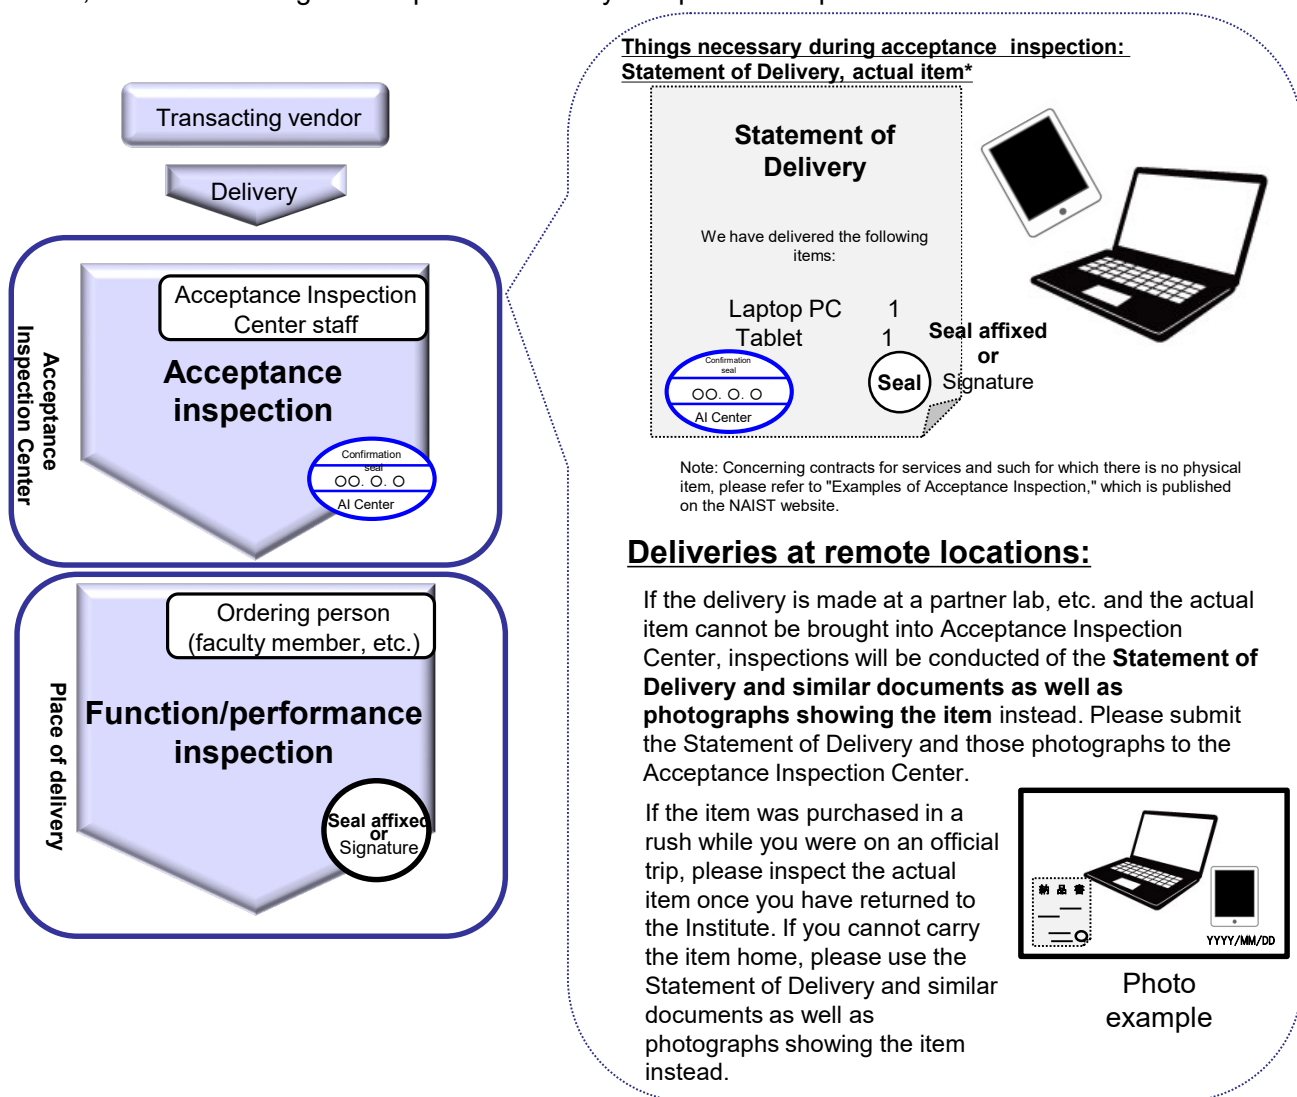 Transacting vendor
Delivery
Acceptance
Inspection Center
Acceptance Inspection
Center staff
Acceptance
inspection
Confirmation
seal
○○. ○. ○
AI Center
Place of delivery
Ordering person
(faculty member, etc.)
Function/performance
inspection
Seal affixed
or
Signature
Things necessary during acceptance inspection:
Statement of Delivery, actual item*
Statement of
Delivery
We have delivered the following
items:
Laptop PC 1
Tablet 1
Confirmation
seal
○○. ○. ○
AI Center
Seal
Seal affixed
or
Signature
Note: Concerning contracts for services and such for which there is no physical
item, please refer to "Examples of Acceptance Inspection," which is published
on the NAIST website.
Deliveries at remote locations:
If the delivery is made at a partner lab, etc. and the actual
item cannot be brought into Acceptance Inspection
Center, inspections will be conducted of the Statement of
Delivery and similar documents as well as
photographs showing the item instead. Please submit
the Statement of Delivery and those photographs to the
Acceptance Inspection Center.
If the item was purchased in a
rush while you were on an official
trip, please inspect the actual
item once you have returned to
the Institute. If you cannot carry
the item home, please use the
Statement of Delivery and similar
documents as well as
photographs showing the item
instead.
納品書
YYYY/MM/DD
Photo
example